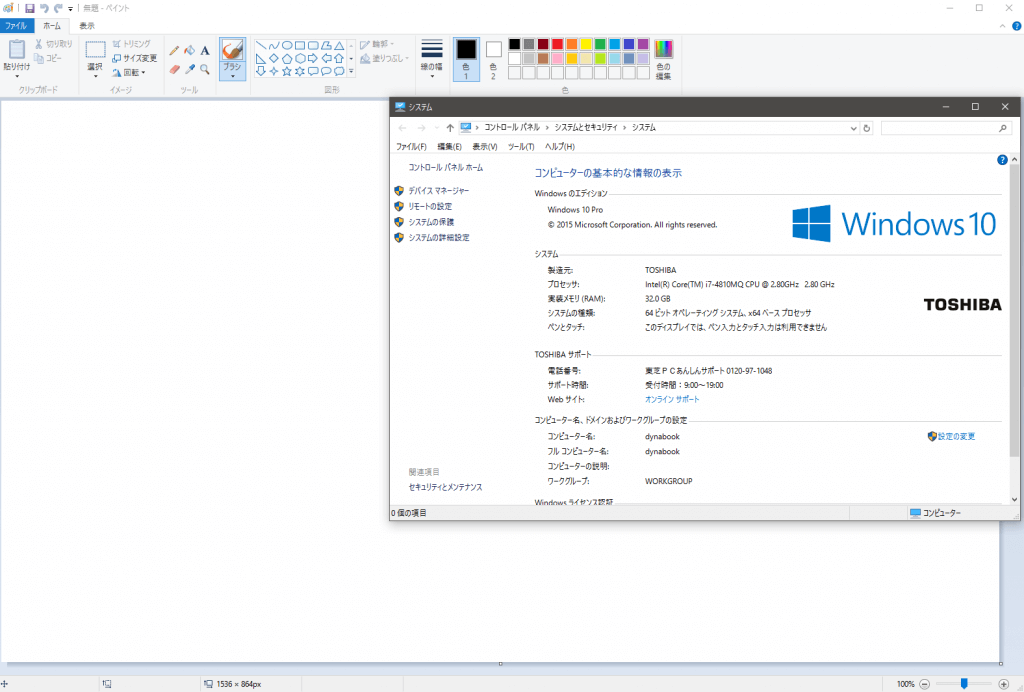 無題 - ペイント
ファイル ホーム 表示
貼り付け
切り取り
コピー
クリップボード
選択
トリミング
サイズ変更
回転
イメージ
A
ツール
ブラシ
輪郭
塗りつぶし
図形
線の幅
色
1
色
2
色の
編集
色
システム
コントロール パネル › システムとセキュリティ › システム
ファイル(F) 編集(E) 表示(V) ツール(T) ヘルプ(H)
コントロール パネル ホーム
デバイス マネージャー
リモートの設定
システムの保護
システムの詳細設定
関連項目
セキュリティとメンテナンス
コンピューターの基本的な情報の表示
Windows のエディション
Windows 10 Pro
© 2015 Microsoft Corporation. All rights reserved.
Windows 10
システム
製造元: TOSHIBA
プロセッサ: Intel(R) Core(TM) i7-4810MQ CPU @ 2.80GHz 2.80 GHz
実装メモリ (RAM): 32.0 GB
システムの種類: 64 ビット オペレーティング システム、x64 ベース プロセッサ
ペンとタッチ: このディスプレイでは、ペン入力とタッチ入力は利用できません
TOSHIBA
TOSHIBA サポート
電話番号: 東芝ＰＣあんしんサポート 0120-97-1048
サポート時間: 受付時間：9:00～19:00
Web サイト: オンライン サポート
コンピューター名、ドメインおよびワークグループの設定
コンピューター名: dynabook
設定の変更
フル コンピューター名: dynabook
コンピューターの説明:
ワークグループ: WORKGROUP
Windows ライセンス認証
0 個の項目
コンピューター
1536 × 864px
100%